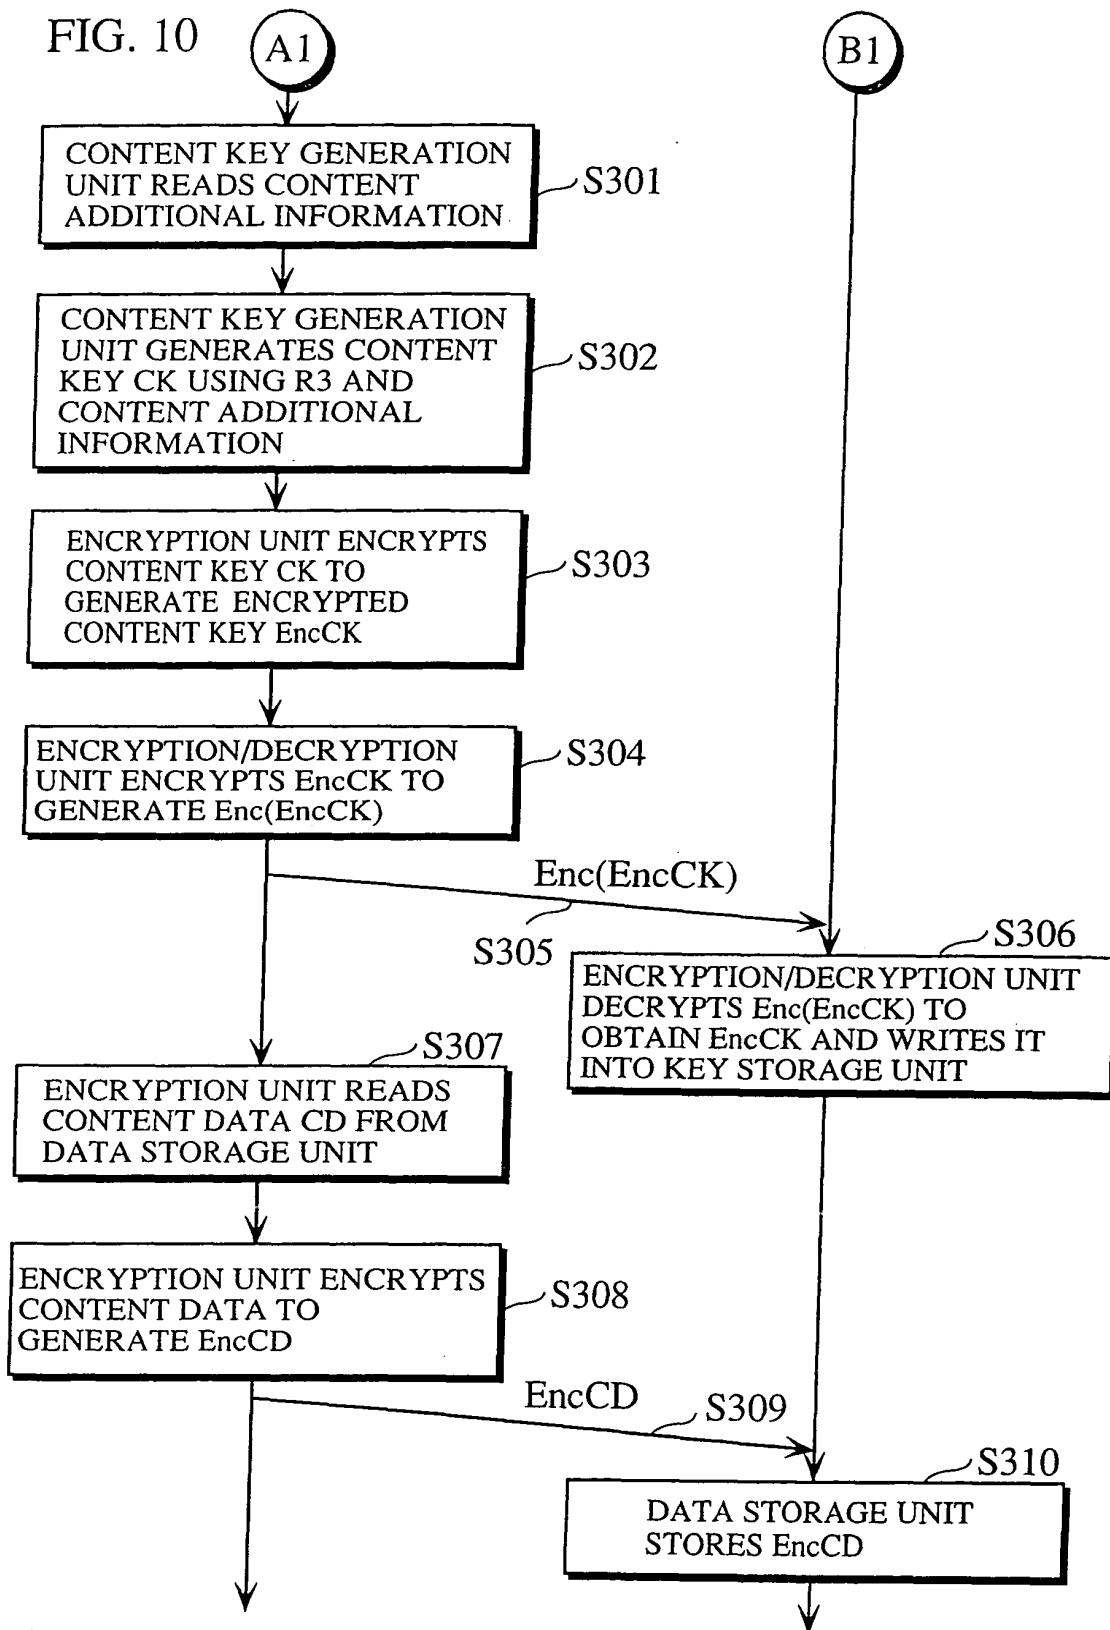 FIG. 10
A1
B1
CONTENT KEY GENERATION
UNIT READS CONTENT
ADDITIONAL INFORMATION
S301
CONTENT KEY GENERATION
UNIT GENERATES CONTENT
KEY CK USING R3 AND
CONTENT ADDITIONAL
INFORMATION
S302
ENCRYPTION UNIT ENCRYPTS
CONTENT KEY CK TO
GENERATE ENCRYPTED
CONTENT KEY EncCK
S303
ENCRYPTION/DECRYPTION
UNIT ENCRYPTS EncCK TO
GENERATE Enc(EncCK)
S304
Enc(EncCK)
S305
S306
ENCRYPTION/DECRYPTION UNIT
DECRYPTS Enc(EncCK) TO
OBTAIN EncCK AND WRITES IT
INTO KEY STORAGE UNIT
S307
ENCRYPTION UNIT READS
CONTENT DATA CD FROM
DATA STORAGE UNIT
ENCRYPTION UNIT ENCRYPTS
CONTENT DATA TO
GENERATE EncCD
S308
EncCD
S309
S310
DATA STORAGE UNIT
STORES EncCD